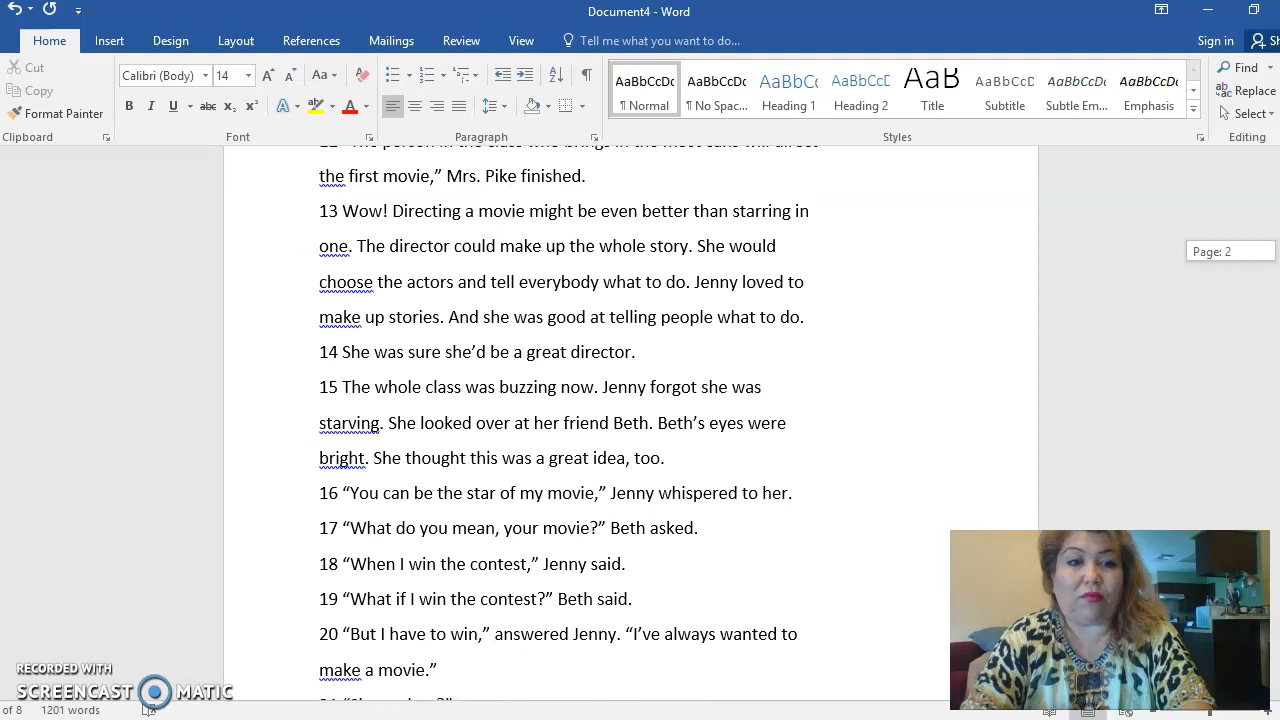 Document4 - Word
Home Insert Design Layout References Mailings Review View Tell me what you want to do... Sign in Sh
Cut
Copy
Format Painter
Clipboard
Calibri (Body) 14 Aa
B I U abc x₂ x² A A
Font
Paragraph
AaBbCcDc ¶ Normal
AaBbCcDc ¶ No Spac...
AaBbCc Heading 1
AaBbCcD Heading 2
AaB Title
AaBbCcD Subtitle
AaBbCcDc Subtle Em...
AaBbCcDc Emphasis
Styles
Find
Replace
Select
Editing
the first movie,” Mrs. Pike finished.
13 Wow! Directing a movie might be even better than starring in
one. The director could make up the whole story. She would
choose the actors and tell everybody what to do. Jenny loved to
make up stories. And she was good at telling people what to do.
14 She was sure she’d be a great director.
15 The whole class was buzzing now. Jenny forgot she was
starving. She looked over at her friend Beth. Beth’s eyes were
bright. She thought this was a great idea, too.
16 “You can be the star of my movie,” Jenny whispered to her.
17 “What do you mean, your movie?” Beth asked.
18 “When I win the contest,” Jenny said.
19 “What if I win the contest?” Beth said.
20 “But I have to win,” answered Jenny. “I’ve always wanted to
make a movie.”
Page: 2
RECORDED WITH
SCREENCAST MATIC
of 8 1201 words